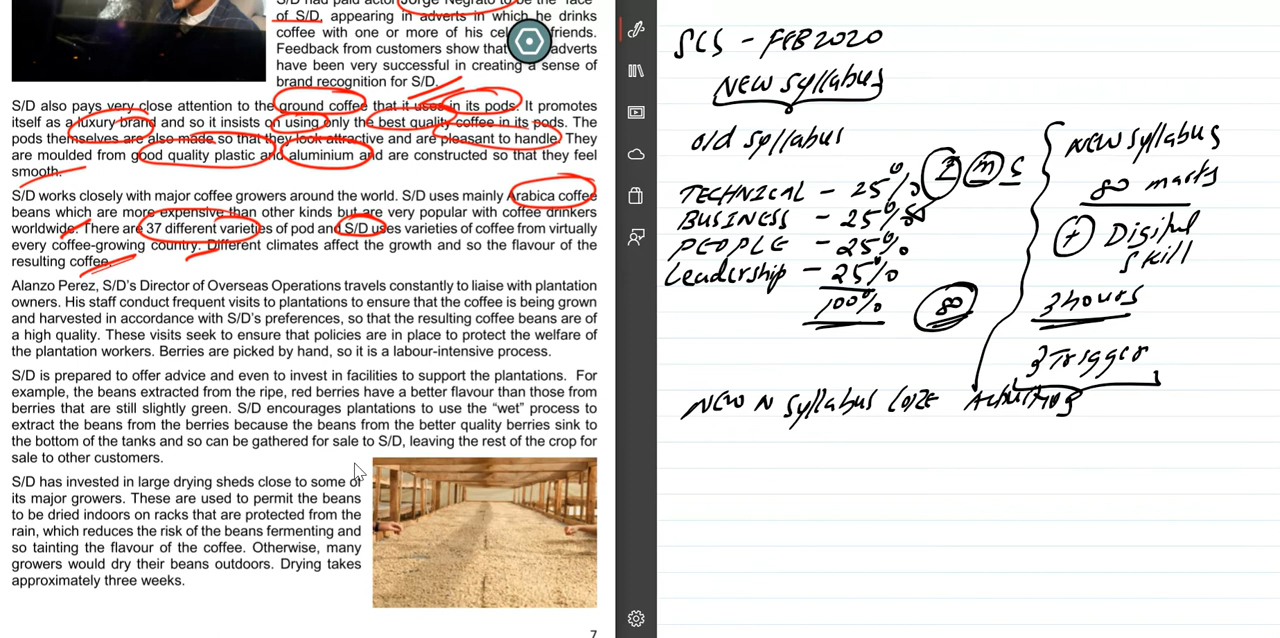 S/D had paid actor Jorge Negrato to be the "face
of S/D, appearing in adverts in which he drinks
coffee with one or more of his cel friends.
Feedback from customers show that adverts
have been very successful in creating a sense of
brand recognition for S/D.
S/D also pays very close attention to the ground coffee that it uses in its pods. It promotes
itself as a luxury brand and so it insists on using only the best quality coffee in its pods. The
pods themselves are also made so that they look attractive and are pleasant to handle. They
are moulded from good quality plastic and aluminium and are constructed so that they feel
smooth.
S/D works closely with major coffee growers around the world. S/D uses mainly Arabica coffee
beans which are more expensive than other kinds but are very popular with coffee drinkers
worldwide. There are 37 different varieties of pod and S/D uses varieties of coffee from virtually
every coffee-growing country. Different climates affect the growth and so the flavour of the
resulting coffee.
Alanzo Perez, S/D's Director of Overseas Operations travels constantly to liaise with plantation
owners. His staff conduct frequent visits to plantations to ensure that the coffee is being grown
and harvested in accordance with S/D's preferences, so that the resulting coffee beans are of
a high quality. These visits seek to ensure that policies are in place to protect the welfare of
the plantation workers. Berries are picked by hand, so it is a labour-intensive process.
S/D is prepared to offer advice and even to invest in facilities to support the plantations. For
example, the beans extracted from the ripe, red berries have a better flavour than those from
berries that are still slightly green. S/D encourages plantations to use the "wet" process to
extract the beans from the berries because the beans from the better quality berries sink to
the bottom of the tanks and so can be gathered for sale to S/D, leaving the rest of the crop for
sale to other customers.
S/D has invested in large drying sheds close to some of
its major growers. These are used to permit the beans
to be dried indoors on racks that are protected from the
rain, which reduces the risk of the beans fermenting and
so tainting the flavour of the coffee. Otherwise, many
growers would dry their beans outdoors. Drying takes
approximately three weeks.
7
SCS - FEB 2020
NEW Syllabus
old syllabus
TECHNICAL - 25%
BUSINESS - 25%
PEOPLE - 25%
Leadership - 25%
100%
I m S
80
NEW Syllabus
80 marks
+ Digital
Skill
3 hours
3 Trigger
NEW N Syllabus CORE Activities